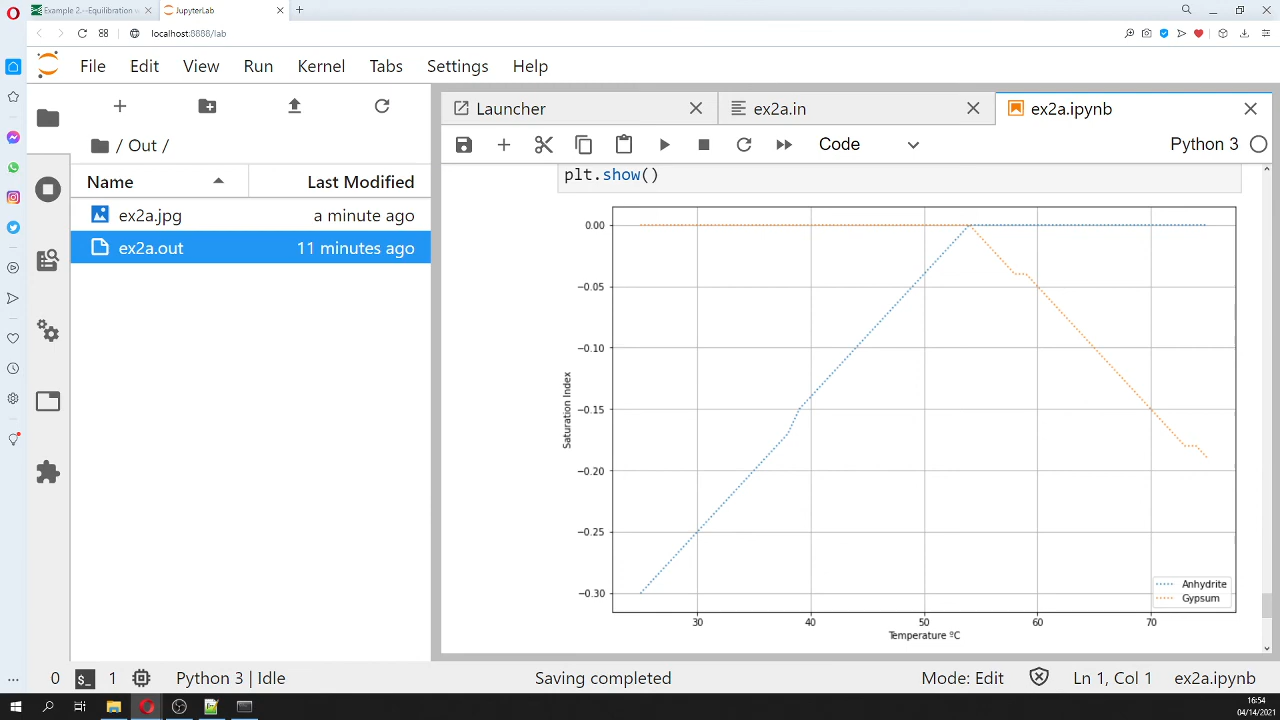 Example 2.--Equilibration w
JupyterLab
localhost:8888/lab
File Edit View Run Kernel Tabs Settings Help
/ Out /
Name Last Modified
ex2a.jpg a minute ago
ex2a.out 11 minutes ago
Launcher ex2a.in ex2a.ipynb
Code Python 3
plt.show()
0.00
−0.05
−0.10
−0.15
−0.20
−0.25
−0.30
Saturation Index
Anhydrite
Gypsum
30 40 50 60 70
Temperature ºC
0 $_ 1 Python 3 | Idle Saving completed Mode: Edit Ln 1, Col 1 ex2a.ipynb
16:54
04/14/2021